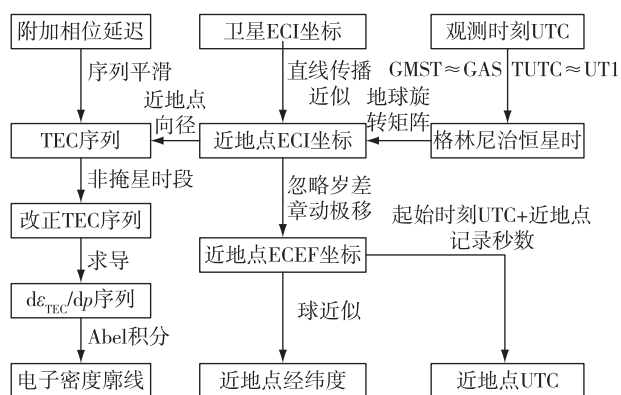 附加相位延迟
卫星ECI坐标
观测时刻UTC
序列平滑
直线传播
近似
GMST≈GAS
TUTC≈UT1
近地点
向径
地球旋
转矩阵
TEC序列
近地点ECI坐标
格林尼治恒星时
非掩星时段
忽略岁差
章动极移
起始时刻UTC+近地点
记录秒数
改正TEC序列
近地点ECEF坐标
求导
dεTEC/dp序列
球近似
Abel积分
电子密度廓线
近地点经纬度
近地点UTC